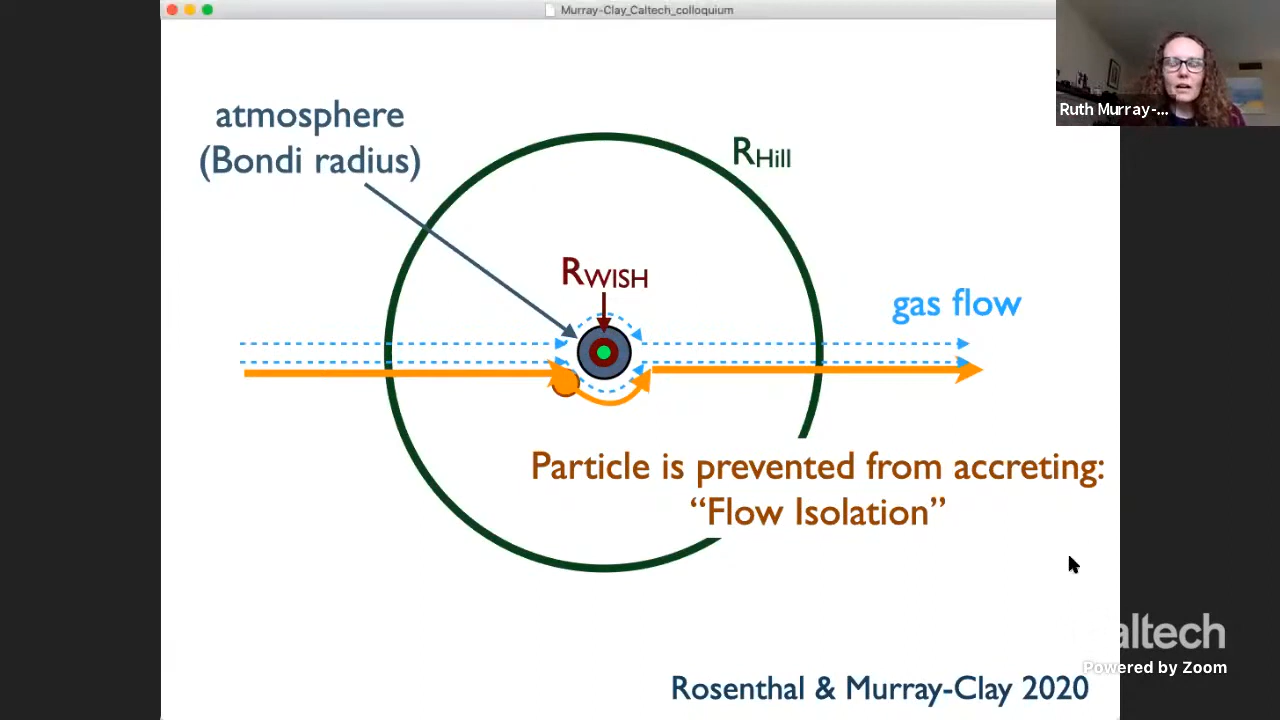 Murray-Clay_Caltech_colloquium
Ruth Murray-...
atmosphere
(Bondi radius)
RHill
RWISH
gas flow
Particle is prevented from accreting:
“Flow Isolation”
altech
Powered by Zoom
Rosenthal & Murray-Clay 2020